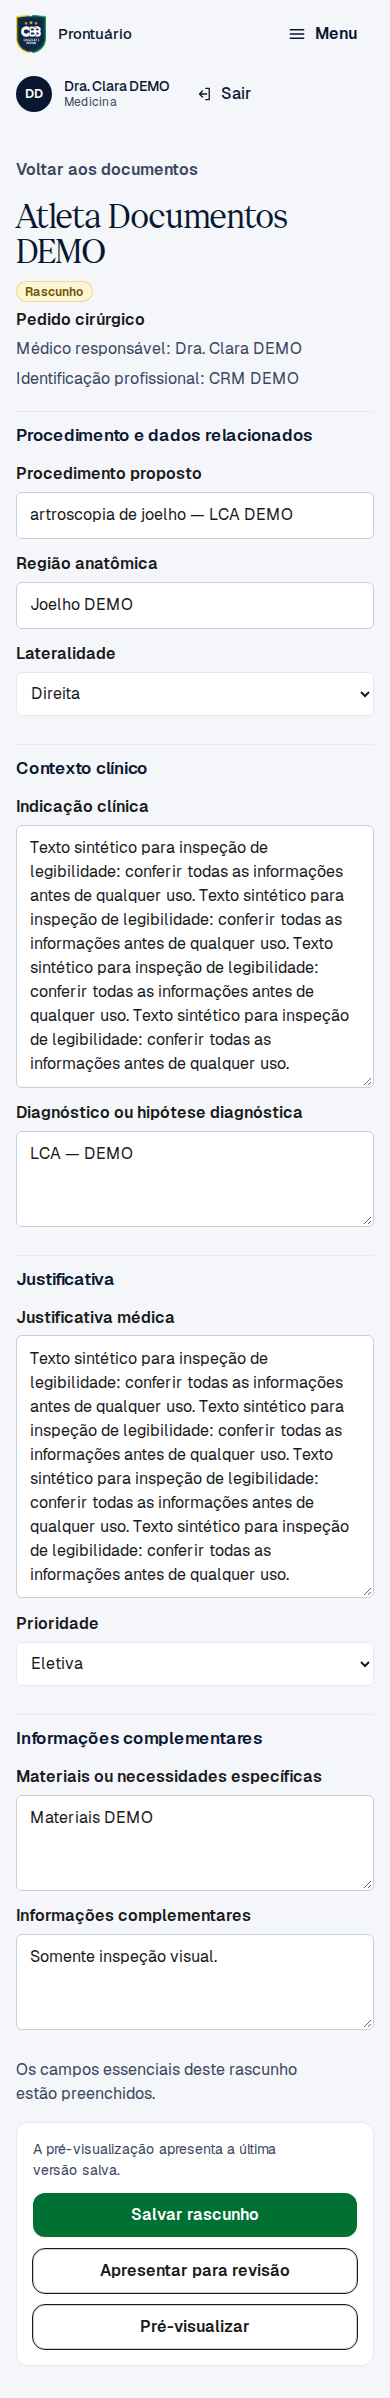 CBB
Prontuário
Menu
DD
Dra. Clara DEMO
Medicina
Sair
Voltar aos documentos
Atleta Documentos
DEMO
Rascunho
Pedido cirúrgico
Médico responsável: Dra. Clara DEMO
Identificação profissional: CRM DEMO
Procedimento e dados relacionados
Procedimento proposto
artroscopia de joelho — LCA DEMO
Região anatômica
Joelho DEMO
Lateralidade
Direita
Contexto clínico
Indicação clínica
Texto sintético para inspeção de
legibilidade: conferir todas as informações
antes de qualquer uso. Texto sintético para
inspeção de legibilidade: conferir todas as
informações antes de qualquer uso. Texto
sintético para inspeção de legibilidade:
conferir todas as informações antes de
qualquer uso. Texto sintético para inspeção
de legibilidade: conferir todas as
informações antes de qualquer uso.
Diagnóstico ou hipótese diagnóstica
LCA — DEMO
Justificativa
Justificativa médica
Texto sintético para inspeção de
legibilidade: conferir todas as informações
antes de qualquer uso. Texto sintético para
inspeção de legibilidade: conferir todas as
informações antes de qualquer uso. Texto
sintético para inspeção de legibilidade:
conferir todas as informações antes de
qualquer uso. Texto sintético para inspeção
de legibilidade: conferir todas as
informações antes de qualquer uso.
Prioridade
Eletiva
Informações complementares
Materiais ou necessidades específicas
Materiais DEMO
Informações complementares
Somente inspeção visual.
Os campos essenciais deste rascunho
estão preenchidos.
A pré-visualização apresenta a última
versão salva.
Salvar rascunho
Apresentar para revisão
Pré-visualizar